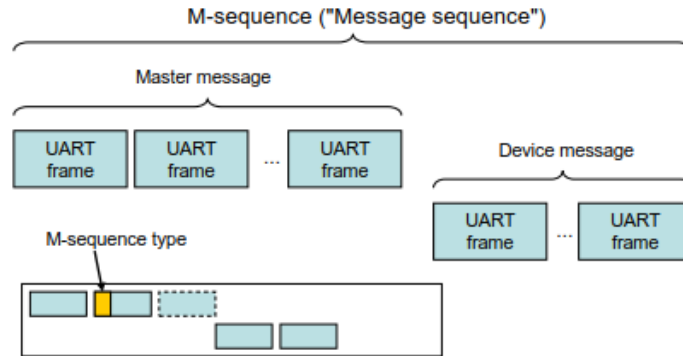 M-sequence ("Message sequence")
Master message
UART
frame
UART
frame
...
UART
frame
Device message
UART
frame
...
UART
frame
M-sequence type